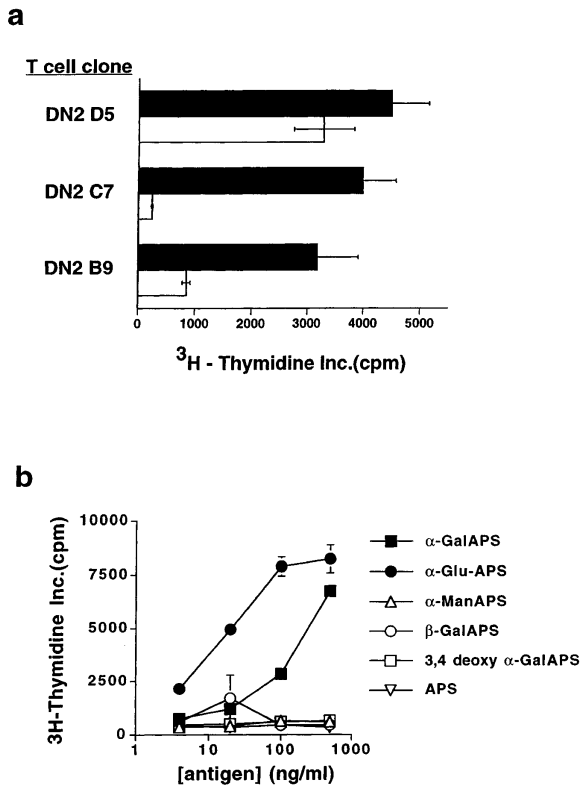 a
T cell clone
DN2 D5
DN2 C7
DN2 B9
0 1000 2000 3000 4000 5000
3H - Thymidine Inc.(cpm)
b
3H-Thymidine Inc.(cpm)
10000
7500
5000
2500
0
1 10 100 1000
[antigen] (ng/ml)
α-GalAPS
α-Glu-APS
α-ManAPS
β-GalAPS
3,4 deoxy α-GalAPS
APS